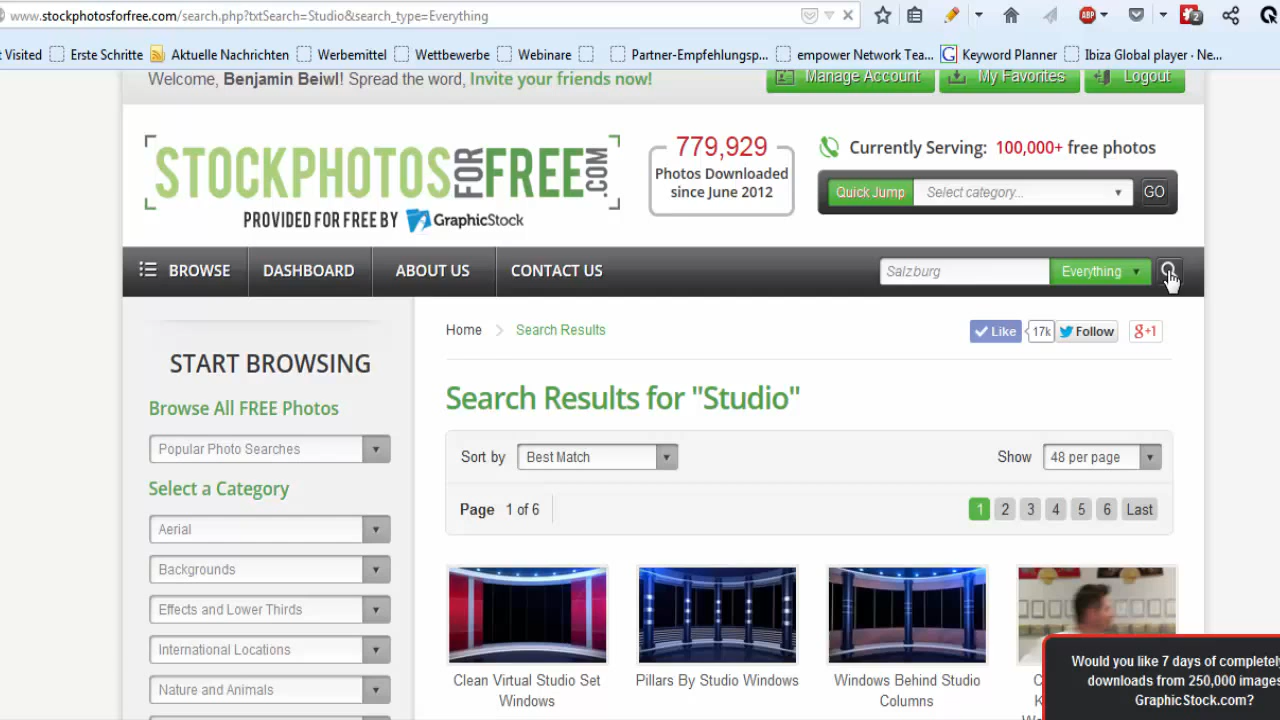 www.stockphotosforfree.com/search.php?txtSearch=Studio&search_type=Everything
ABP
2
Visited
Erste Schritte
Aktuelle Nachrichten
Werbemittel
Wettbewerbe
Webinare
Partner-Empfehlungsp...
empower Network Tea...
Keyword Planner
Ibiza Global player - Ne...
Welcome, Benjamin Beiwl! Spread the word, Invite your friends now!
Manage Account
My Favorites
Logout
STOCKPHOTOSFORFREE.COM
PROVIDED FOR FREE BY GraphicStock
779,929
Photos Downloaded
since June 2012
Currently Serving: 100,000+ free photos
Quick Jump
Select category...
GO
BROWSE
DASHBOARD
ABOUT US
CONTACT US
Salzburg
Everything
Home
Search Results
Like
17k
Follow
g+1
START BROWSING
Browse All FREE Photos
Popular Photo Searches
Select a Category
Aerial
Backgrounds
Effects and Lower Thirds
International Locations
Nature and Animals
Search Results for "Studio"
Sort by
Best Match
Show
48 per page
Page 1 of 6
1
2
3
4
5
6
Last
Clean Virtual Studio Set
Windows
Pillars By Studio Windows
Windows Behind Studio
Columns
Would you like 7 days of completely
downloads from 250,000 images
GraphicStock.com?